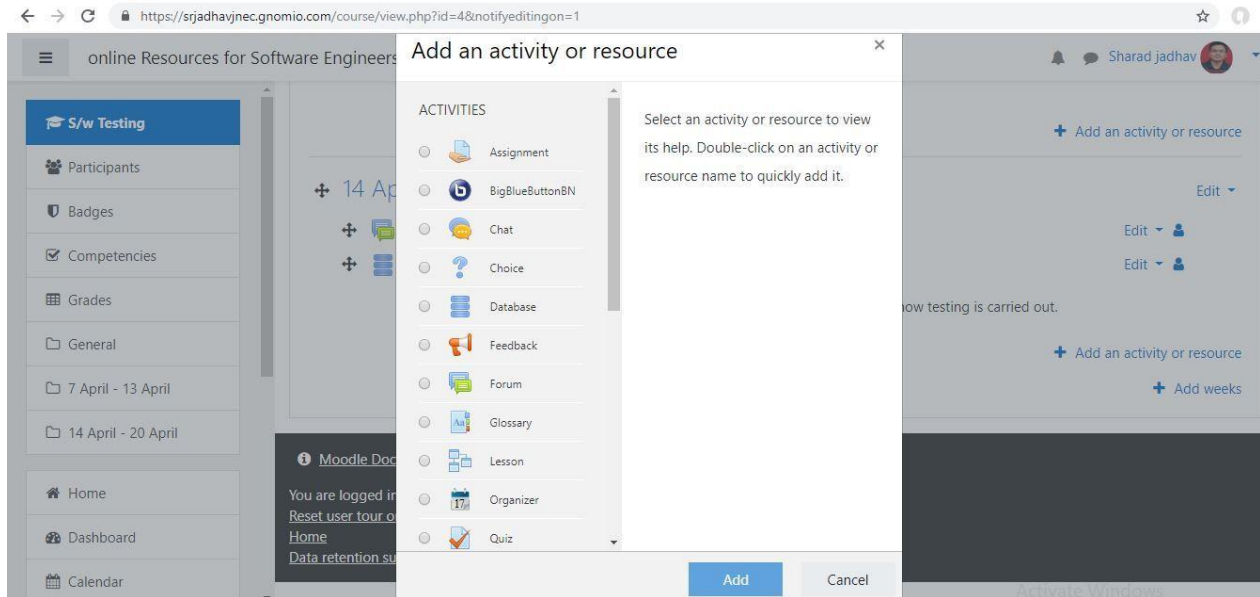 https://srjadhavjnec.gnomio.com/course/view.php?id=4&notifyeditingon=1
online Resources for Software Engineers
Sharad jadhav
S/w Testing
Participants
Badges
Competencies
Grades
General
7 April - 13 April
14 April - 20 April
Home
Dashboard
Calendar
Add an activity or resource
14 Ap
Edit
Edit
Edit
how testing is carried out.
Add an activity or resource
Add weeks
Moodle Doc
You are logged in
Reset user tour o
Home
Data retention su
Add an activity or resource
×
ACTIVITIES
Assignment
BigBlueButtonBN
Chat
Choice
Database
Feedback
Forum
Glossary
Lesson
17
Organizer
Quiz
Select an activity or resource to view
its help. Double-click on an activity or
resource name to quickly add it.
Add
Cancel
Activate Windows